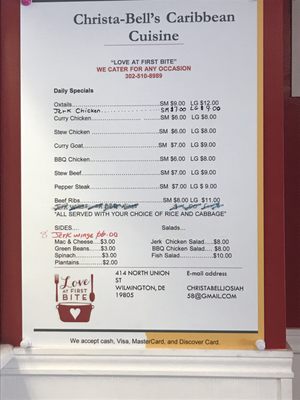 Christa-Bell's Caribbean
Cuisine
"LOVE AT FIRST BITE"
WE CATER FOR ANY OCCASION
302-510-8989
Daily Specials
Oxtails..........SM $9.00 LG $12.00
Jerk Chicken..........SM $7.00 LG $9.00
Curry Chicken..........SM $6.00 LG $8.00
Stew Chicken..........SM $6.00 LG $8.00
Curry Goat..........SM $7.00 LG $9.00
BBQ Chicken..........SM $6.00 LG $8.00
Stew Beef..........SM $7.00 LG $9.00
Pepper Steak..........SM $7.00 LG $ 9.00
Beef Ribs..........SM $8.00 LG $11.00
"ALL SERVED WITH YOUR CHOICE OF RICE AND CABBAGE"
SIDES.... Salads...
8 Jerk wings $6.00
Mac & Cheese....$3.00 Jerk Chicken Salad....$8.00
Green Beans.....$3.00 BBQ Chicken Salad....$8.00
Spinach.........$3.00 Fish Salad........$10.00
Plantains........$2.00
Love
AT FIRST
BITE
414 NORTH UNION E-mail address
ST
WILMINGTON, DE CHRISTABELLJOSIAH
19805 58@GMAIL.COM
We accept cash, Visa, MasterCard, and Discover Card.